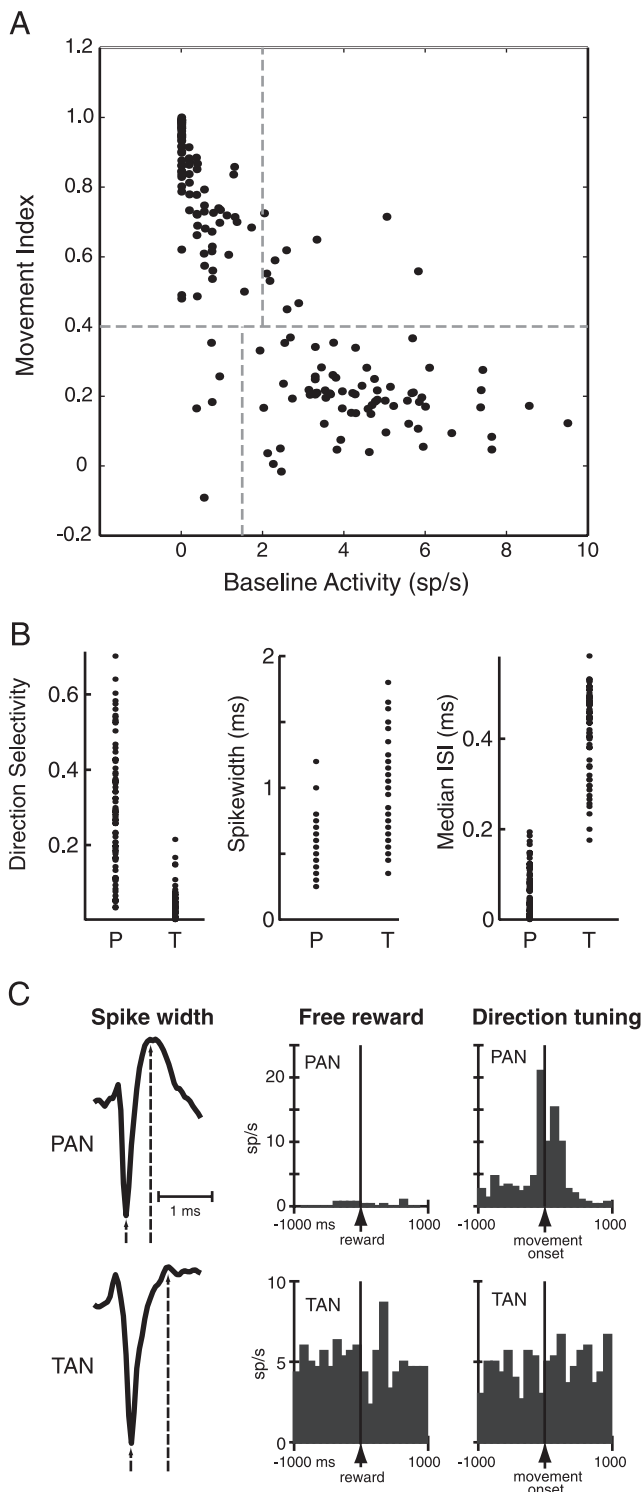 A
Movement Index
1.2
1.0
0.8
0.6
0.4
0.2
0
-0.2
0 2 4 6 8 10
Baseline Activity (sp/s)
B
Direction Selectivity
0.6
0.4
0.2
P T
Spikewidth (ms)
2
1
0
P T
Median ISI (ms)
0.4
0.2
0
P T
C
Spike width Free reward Direction tuning
PAN
1 ms
sp/s
20
10
0
PAN
-1000 ms 1000
reward
PAN
-1000 1000
movement
onset
TAN
sp/s
10
5
0
TAN
-1000 ms 1000
reward
TAN
-1000 1000
movement
onset